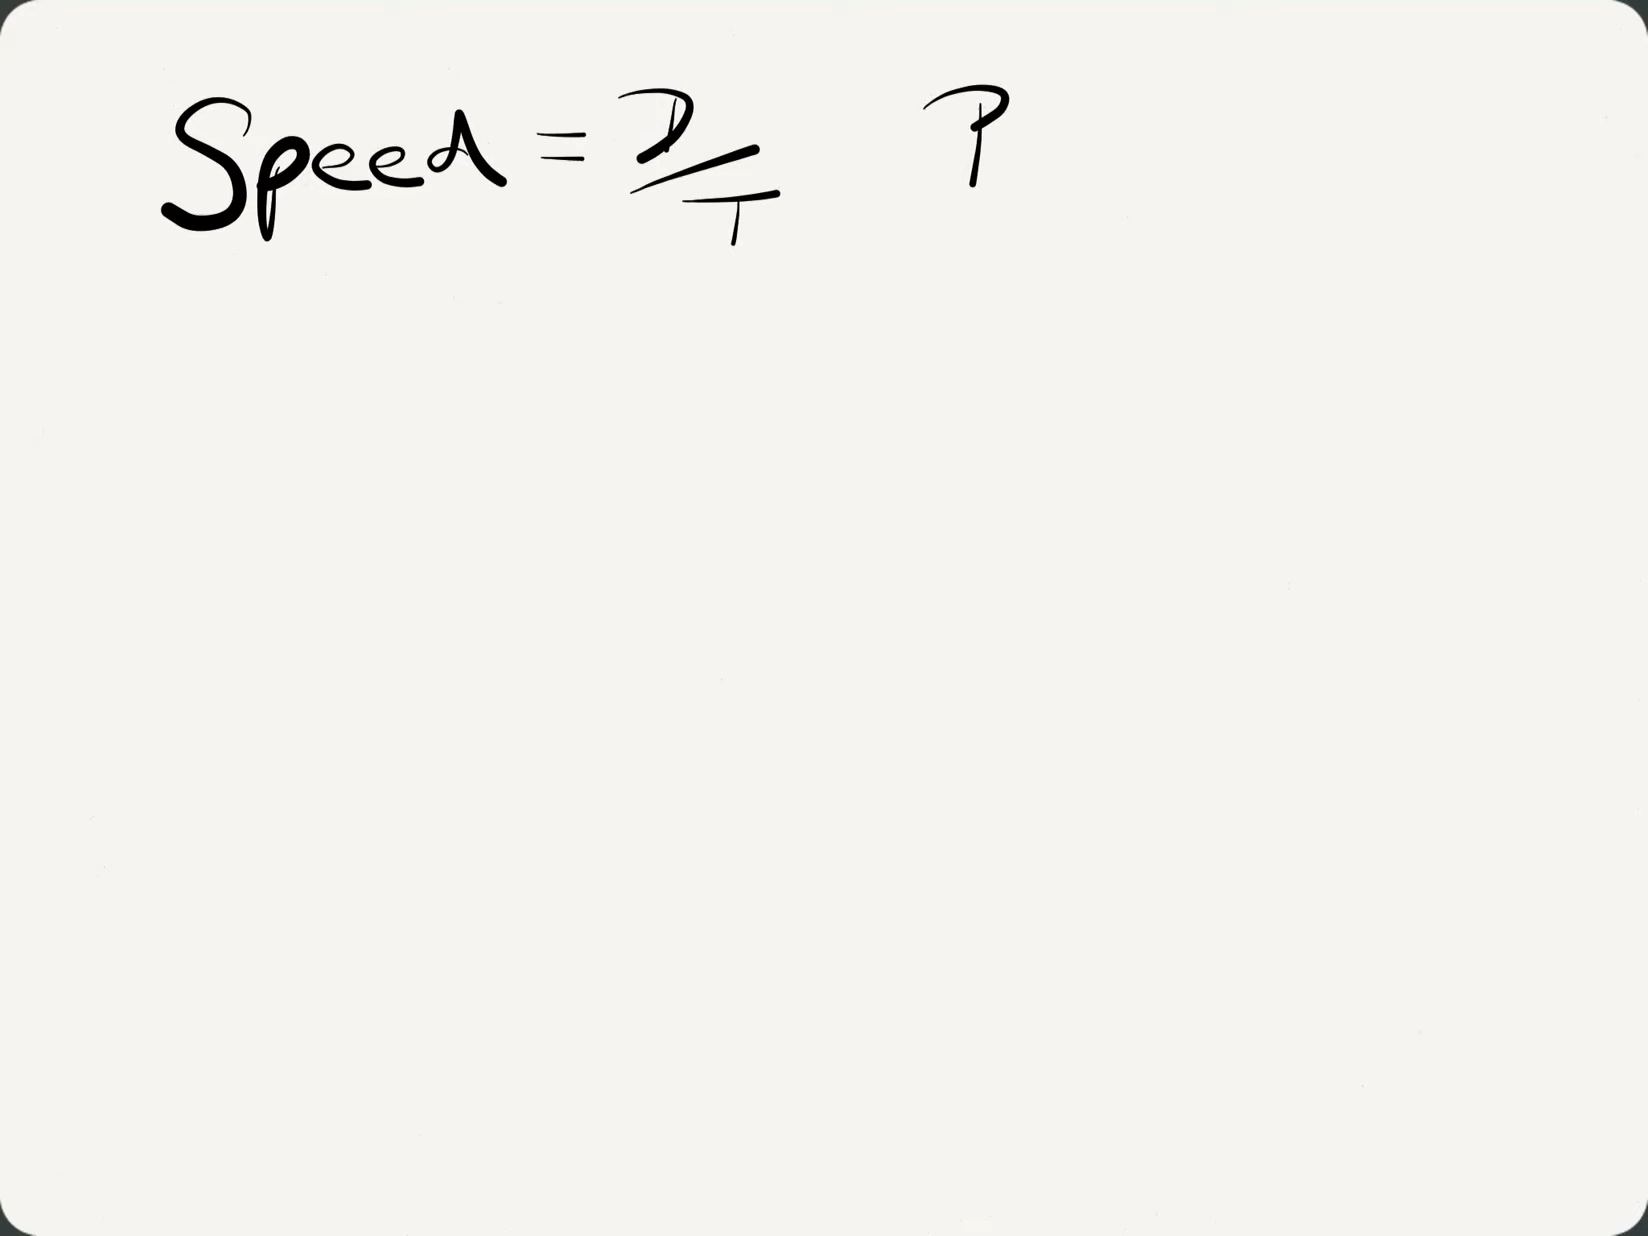 Speed = D/T P